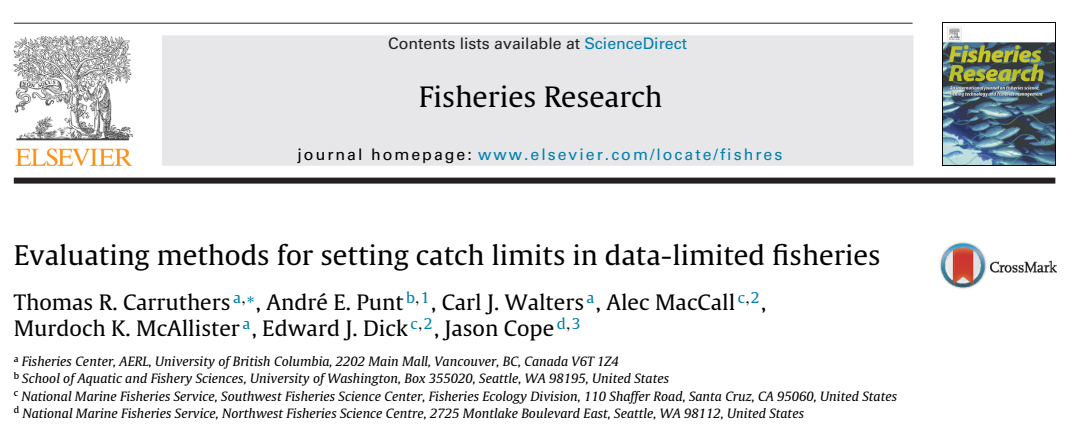 Contents lists available at ScienceDirect
Fisheries Research
journal homepage: www.elsevier.com/locate/fishres
ELSEVIER
Fisheries
Research
Evaluating methods for setting catch limits in data-limited fisheries
CrossMark
Thomas R. Carruthers a,*, André E. Punt b,1, Carl J. Walters a, Alec MacCall c,2,
Murdoch K. McAllister a, Edward J. Dick c,2, Jason Cope d,3
a Fisheries Center, AERL, University of British Columbia, 2202 Main Mall, Vancouver, BC, Canada V6T 1Z4
b School of Aquatic and Fishery Sciences, University of Washington, Box 355020, Seattle, WA 98195, United States
c National Marine Fisheries Service, Southwest Fisheries Science Center, Fisheries Ecology Division, 110 Shaffer Road, Santa Cruz, CA 95060, United States
d National Marine Fisheries Service, Northwest Fisheries Science Centre, 2725 Montlake Boulevard East, Seattle, WA 98112, United States